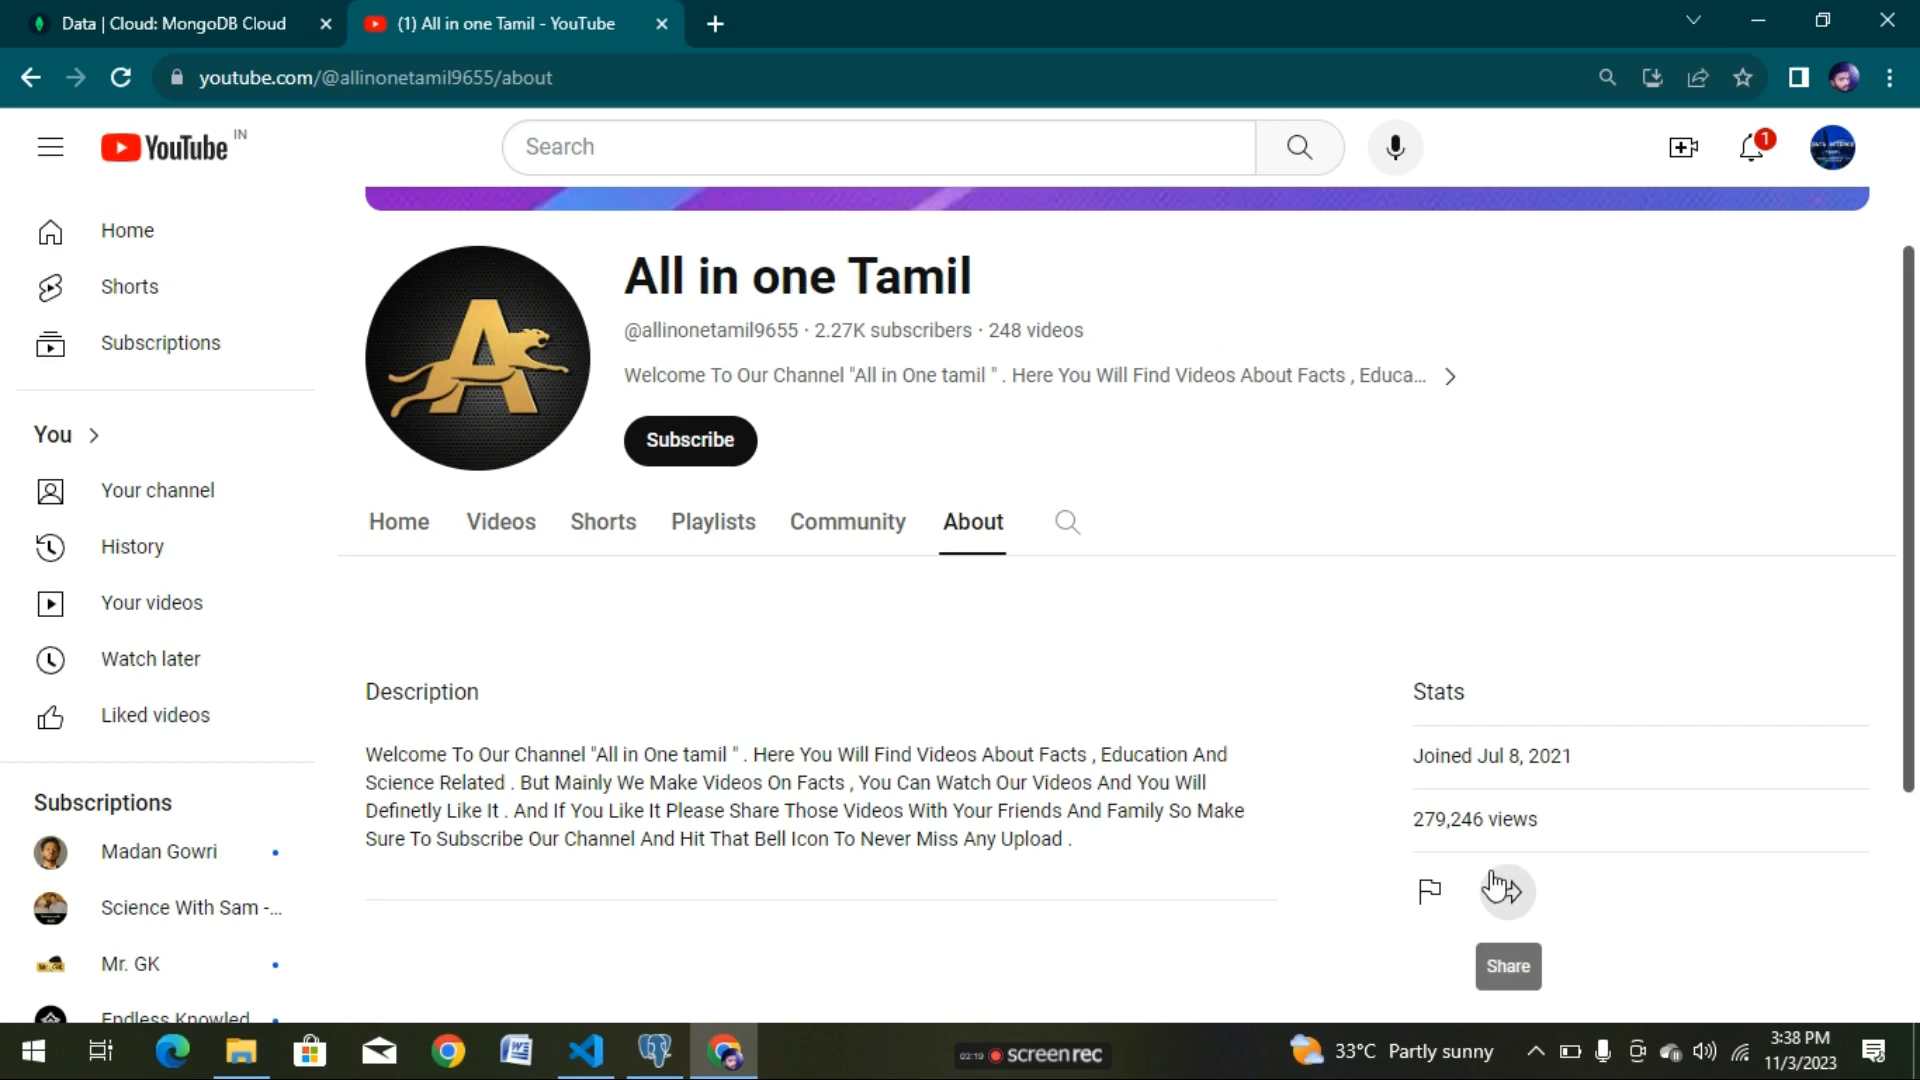 Data | Cloud: MongoDB Cloud
(1) All in one Tamil - YouTube
youtube.com/@allinonetamil9655/about
YouTube IN
Search
1
Home
Shorts
Subscriptions
You
Your channel
History
Your videos
Watch later
Liked videos
Subscriptions
Madan Gowri
Science With Sam -...
Mr. GK
Endless Knowled
All in one Tamil
@allinonetamil9655 · 2.27K subscribers · 248 videos
Welcome To Our Channel "All in One tamil " . Here You Will Find Videos About Facts , Educa...
Subscribe
Home Videos Shorts Playlists Community About
Description
Welcome To Our Channel "All in One tamil " . Here You Will Find Videos About Facts , Education And
Science Related . But Mainly We Make Videos On Facts , You Can Watch Our Videos And You Will
Definetly Like It . And If You Like It Please Share Those Videos With Your Friends And Family So Make
Sure To Subscribe Our Channel And Hit That Bell Icon To Never Miss Any Upload .
Stats
Joined Jul 8, 2021
279,246 views
Share
02:19 screenrec
33°C Partly sunny
3:38 PM
11/3/2023